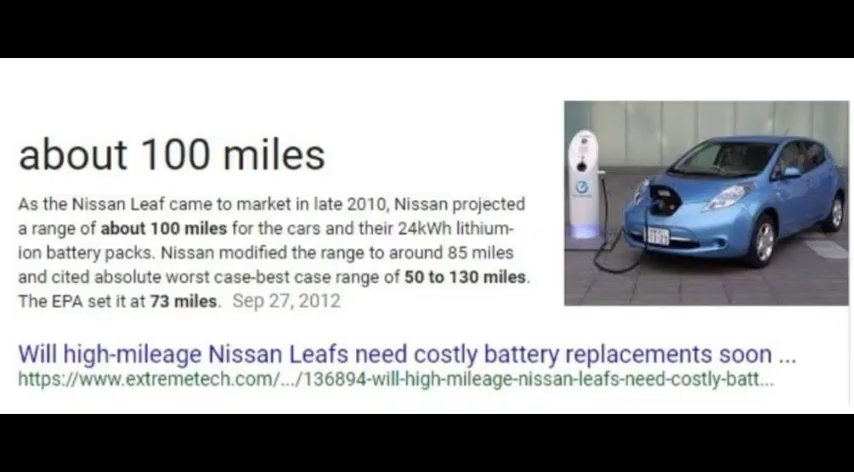 about 100 miles
As the Nissan Leaf came to market in late 2010, Nissan projected
a range of about 100 miles for the cars and their 24kWh lithium-
ion battery packs. Nissan modified the range to around 85 miles
and cited absolute worst case-best case range of 50 to 130 miles.
The EPA set it at 73 miles. Sep 27, 2012
Will high-mileage Nissan Leafs need costly battery replacements soon ...
https://www.extremetech.com/.../136894-will-high-mileage-nissan-leafs-need-costly-batt...